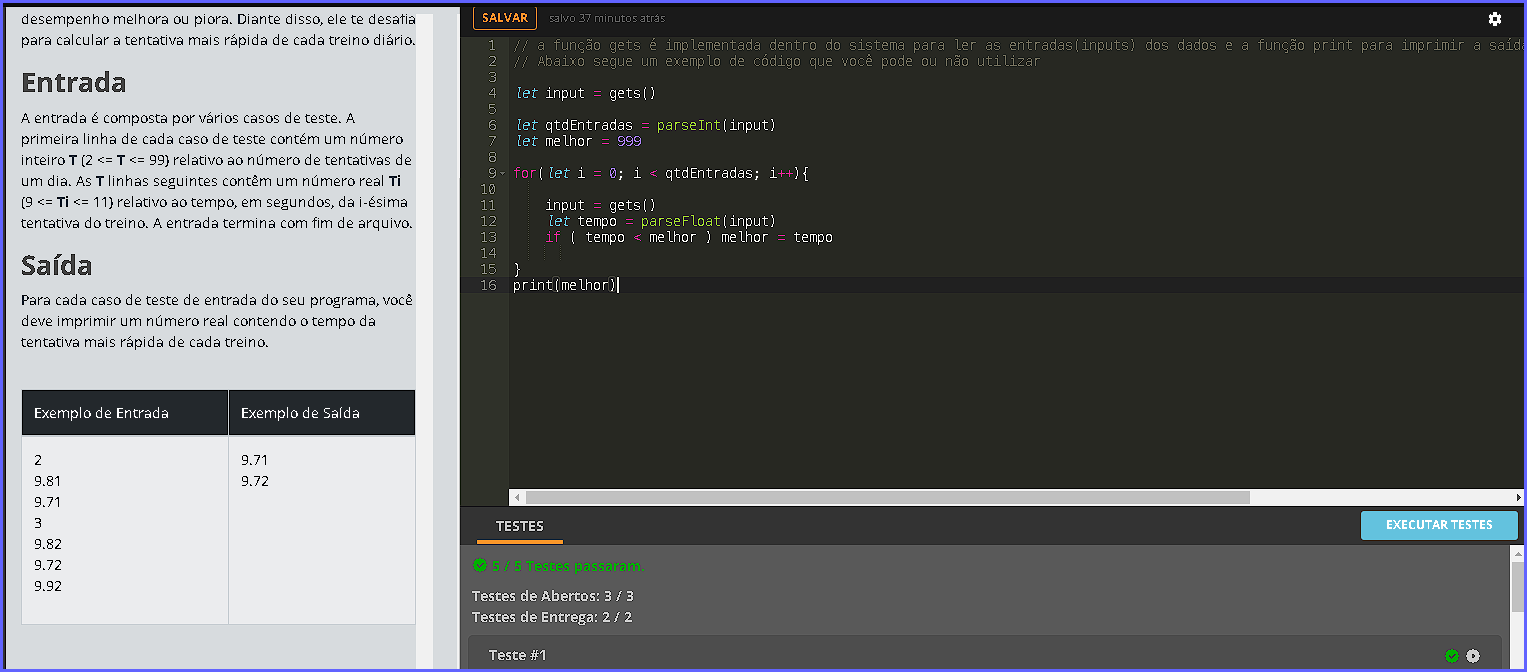 desempenho melhora ou piora. Diante disso, ele te desafia
para calcular a tentativa mais rápida de cada treino diário.
Entrada
A entrada é composta por vários casos de teste. A
primeira linha de cada caso de teste contém um número
inteiro T (2 <= T <= 99) relativo ao número de tentativas de
um dia. As T linhas seguintes contêm um número real Ti
(9 <= Ti <= 11) relativo ao tempo, em segundos, da i-ésima
tentativa do treino. A entrada termina com fim de arquivo.
Saída
Para cada caso de teste de entrada do seu programa, você
deve imprimir um número real contendo o tempo da
tentativa mais rápida de cada treino.
Exemplo de Entrada
Exemplo de Saída
2
9.81
9.71
3
9.82
9.72
9.92
9.71
9.72
SALVAR salvo 37 minutos atrás
1 // a função gets é implementada dentro do sistema para ler as entradas(inputs) dos dados e a função print para imprimir a saída
2 // Abaixo segue um exemplo de código que você pode ou não utilizar
3
4 let input = gets()
5
6 let qtdEntradas = parseInt(input)
7 let melhor = 999
8
9 for(let i = 0; i < qtdEntradas; i++){
10
11 input = gets()
12 let tempo = parseFloat(input)
13 if ( tempo < melhor ) melhor = tempo
14
15 }
16 print(melhor)
TESTES
EXECUTAR TESTES
5 / 5 Testes passaram.
Testes de Abertos: 3 / 3
Testes de Entrega: 2 / 2
Teste #1